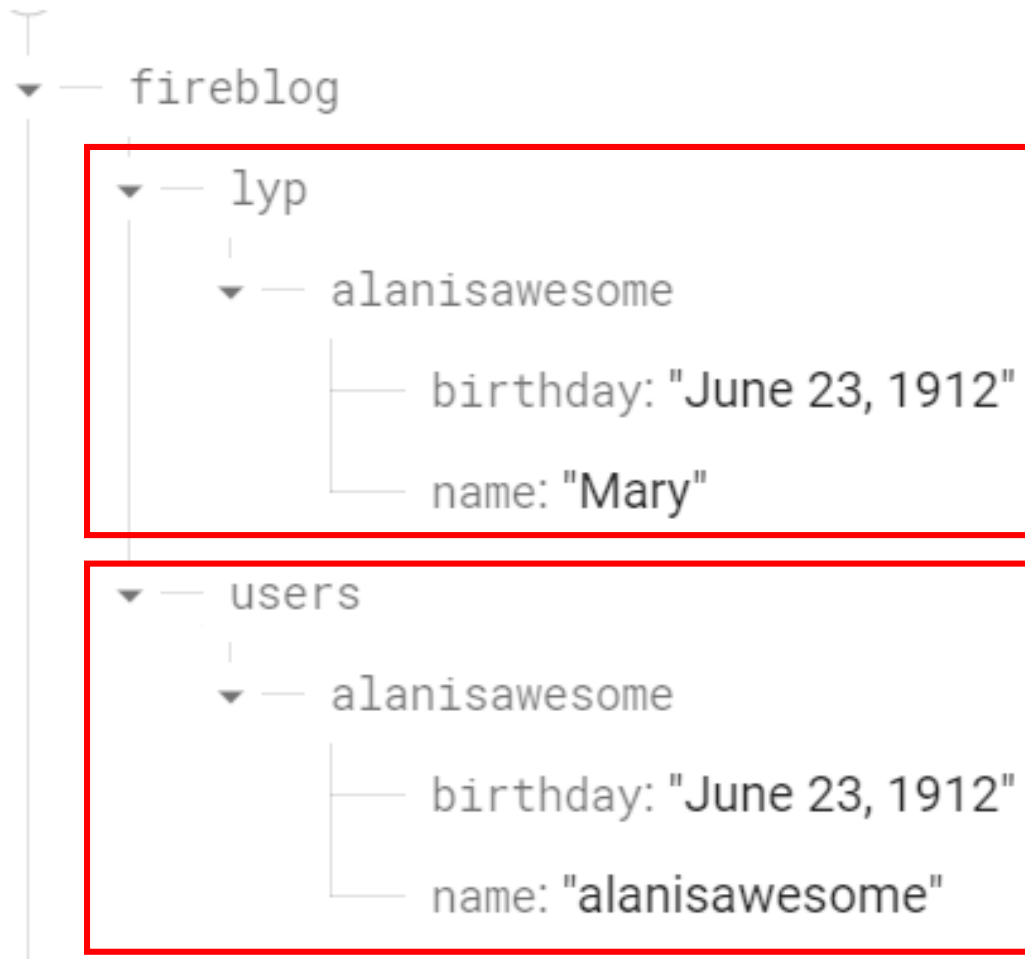 fireblog
lyp
alanisawesome
birthday: "June 23, 1912"
name: "Mary"
users
alanisawesome
birthday: "June 23, 1912"
name: "alanisawesome"